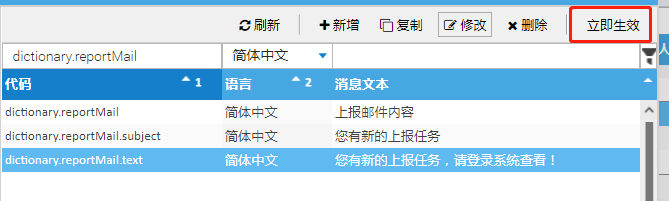 刷新 新增 复制 修改 删除 立即生效
dictionary.reportMail 简体中文
代码 1 语言 2 消息文本
dictionary.reportMail 简体中文 上报邮件内容
dictionary.reportMail.subject 简体中文 您有新的上报任务
dictionary.reportMail.text 简体中文 您有新的上报任务，请登录系统查看！
人